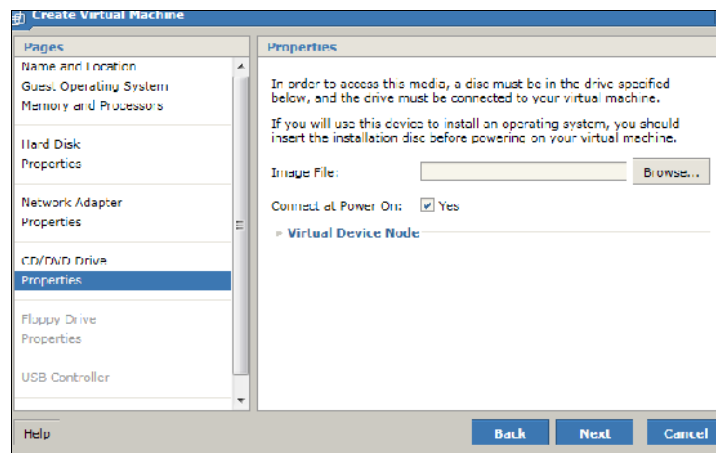 Create Virtual Machine
Pages
Name and Location
Guest Operating System
Memory and Processors
Hard Disk
Properties
Network Adapter
Properties
CD/DVD Drive
Properties
Floppy Drive
Properties
USB Controller
Properties
In order to access this media, a disc must be in the drive specified
below, and the drive must be connected to your virtual machine.
If you will use this device to install an operating system, you should
insert the installation disc before powering on your virtual machine.
Image File:
Browse...
Connect at Power On: Yes
Virtual Device Node
Help
Back
Next
Cancel